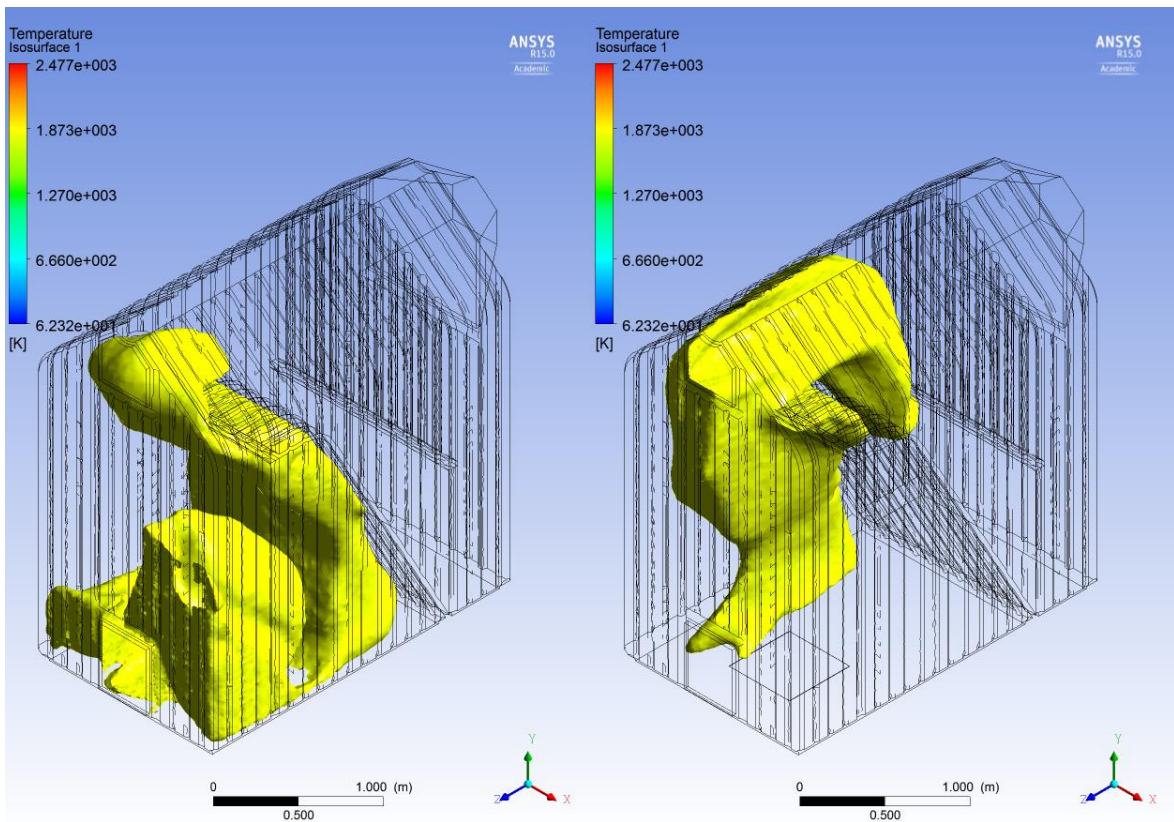 Temperature
Isosurface 1
ANSYS
R15.0
Academic
2.477e+003
1.873e+003
1.270e+003
6.660e+002
6.232e+001
[K]
Y
Z
X
0
1.000 (m)
0.500
Temperature
Isosurface 1
ANSYS
R15.0
Academic
2.477e+003
1.873e+003
1.270e+003
6.660e+002
6.232e+001
[K]
Y
Z
X
0
1.000 (m)
0.500